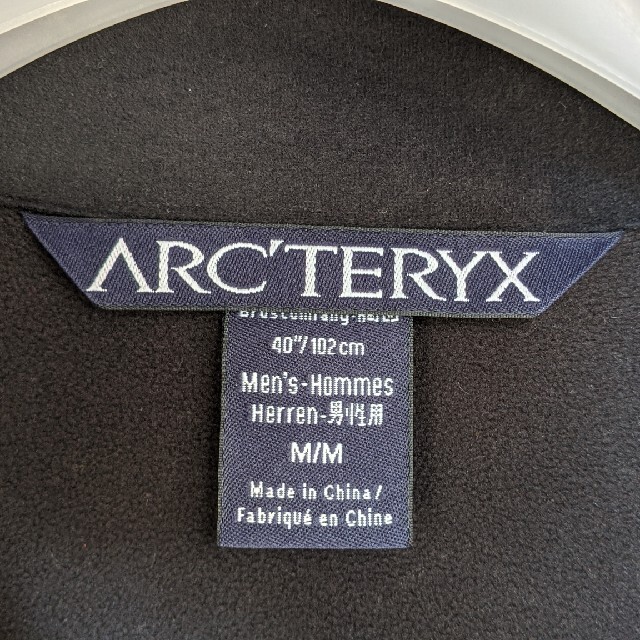 ARC'TERYX
40"/102cm
Men's-Hommes
Herren-男性用
M/M
Made in China/
Fabriqué en Chine